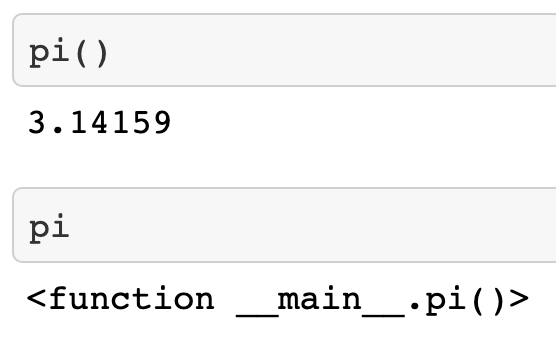 pi()
3.14159
pi
<function __main__.pi()>